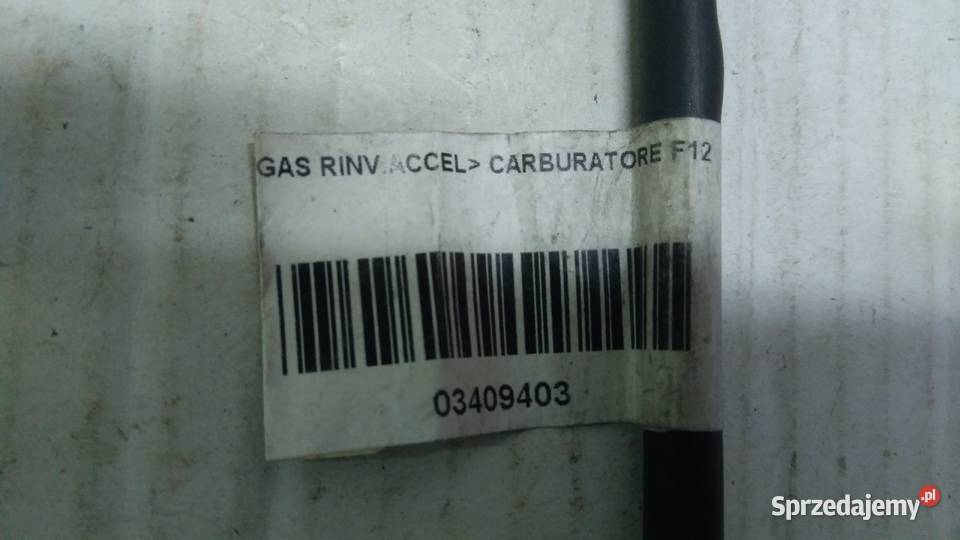 GAS RINV.ACCEL> CARBURATORE F12
03409403
Sprzedajemy.pl